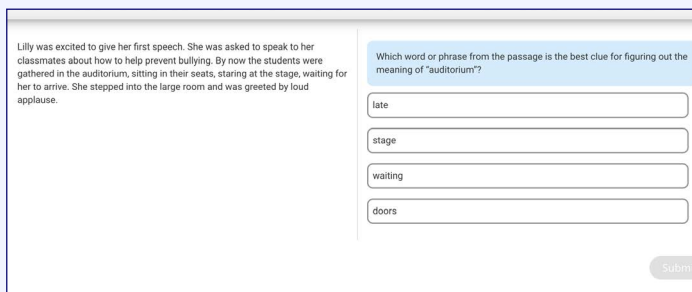 Lilly was excited to give her first speech. She was asked to speak to her
classmates about how to help prevent bullying. By now the students were
gathered in the auditorium, sitting in their seats, staring at the stage, waiting for
her to arrive. She stepped into the large room and was greeted by loud
applause.
Which word or phrase from the passage is the best clue for figuring out the
meaning of "auditorium"?
late
stage
waiting
doors